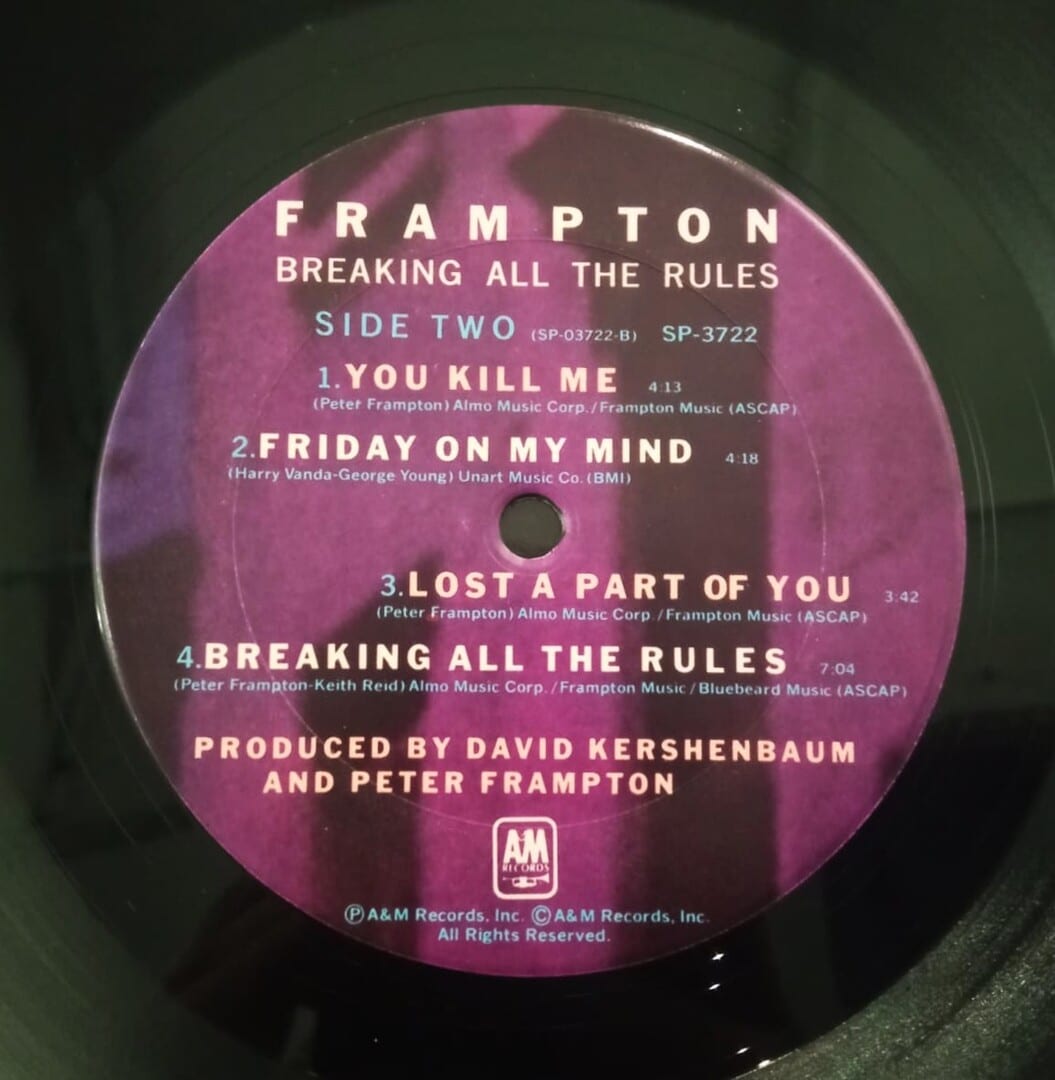 FRAMPTON
BREAKING ALL THE RULES
SIDE TWO (SP-03722-B) SP-3722
1.YOU KILL ME 4:13
(Peter Frampton) Almo Music Corp./Frampton Music (ASCAP)
2.FRIDAY ON MY MIND 4:18
(Harry Vanda-George Young) Unart Music Co. (BMI)
3.LOST A PART OF YOU 3:42
(Peter Frampton) Almo Music Corp./Frampton Music (ASCAP)
4.BREAKING ALL THE RULES 7:04
(Peter Frampton-Keith Reid) Almo Music Corp./Frampton Music/Bluebeard Music (ASCAP)
PRODUCED BY DAVID KERSHENBAUM
AND PETER FRAMPTON
A&M
RECORDS
Ⓟ A&M Records, Inc. © A&M Records, Inc.
All Rights Reserved.